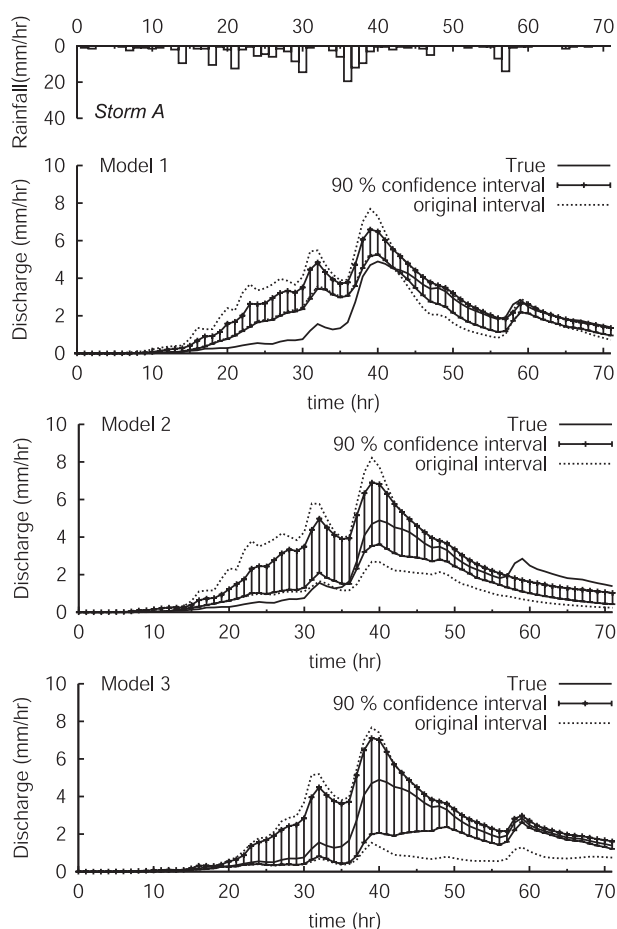 0 10 20 30 40 50 60 70
Rainfall(mm/hr)
0
20
40
Storm A
Model 1
True
90 % confidence interval
original interval
Discharge (mm/hr)
10
8
6
4
2
0
0 10 20 30 40 50 60 70
time (hr)
Model 2
True
90 % confidence interval
original interval
Discharge (mm/hr)
10
8
6
4
2
0
0 10 20 30 40 50 60 70
time (hr)
Model 3
True
90 % confidence interval
original interval
Discharge (mm/hr)
10
8
6
4
2
0
0 10 20 30 40 50 60 70
time (hr)